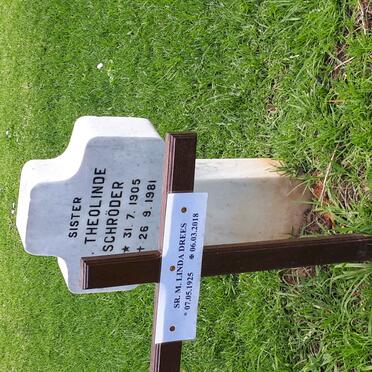 SISTER
THEOLINDE
SCHRÖDER
* 31. 7. 1905
+ 26 9. 1981
SR. M. LINDA DREES
* 07.05.1925 ✠ 06.03.2018